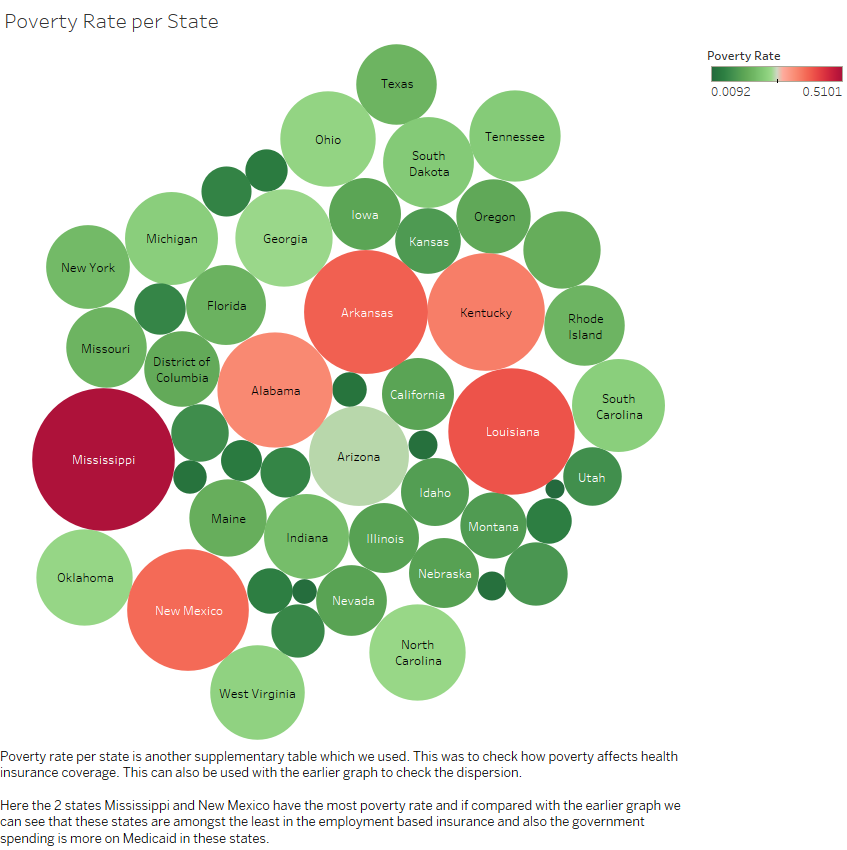 Poverty Rate per State
Poverty Rate
0.0092 0.5101
Texas
Ohio
Tennessee
South
Dakota
Iowa
Oregon
Michigan
Georgia
Kansas
New York
Florida
Arkansas
Kentucky
Rhode
Island
Missouri
District of
Columbia
Alabama
California
South
Carolina
Mississippi
Arizona
Louisiana
Utah
Idaho
Maine
Montana
Indiana
Illinois
Oklahoma
Nebraska
New Mexico
Nevada
North
Carolina
West Virginia
Poverty rate per state is another supplementary table which we used. This was to check how poverty affects health
insurance coverage. This can also be used with the earlier graph to check the dispersion.
Here the 2 states Mississippi and New Mexico have the most poverty rate and if compared with the earlier graph we
can see that these states are amongst the least in the employment based insurance and also the government
spending is more on Medicaid in these states.